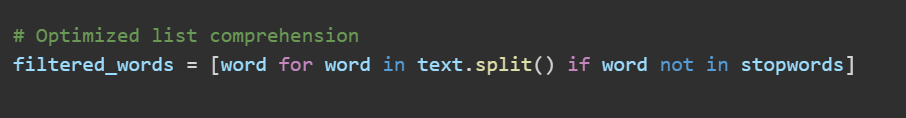 # Optimized list comprehension
filtered_words = [word for word in text.split() if word not in stopwords]